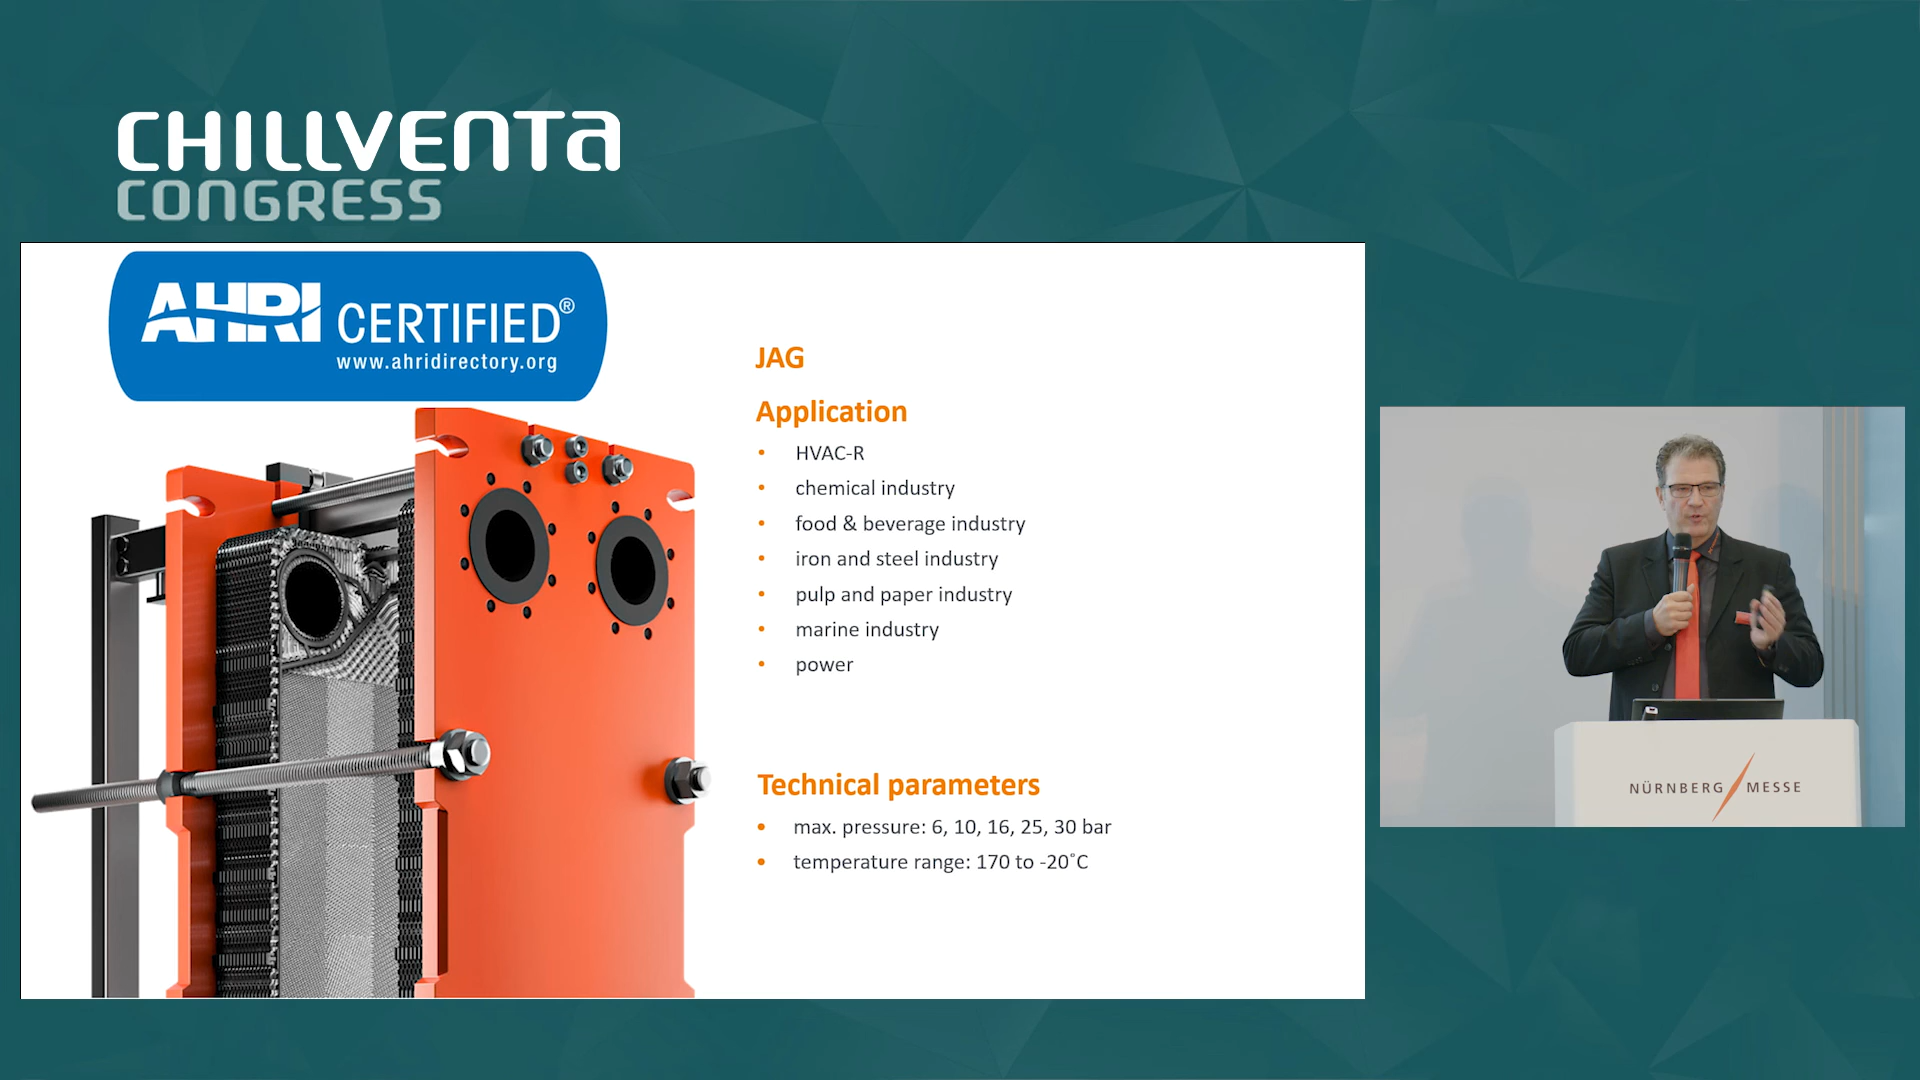 CHILLVENTA
CONGRESS
AHRI CERTIFIED®
www.ahridirectory.org
JAG
Application
• HVAC-R
• chemical industry
• food & beverage industry
• iron and steel industry
• pulp and paper industry
• marine industry
• power
Technical parameters
• max. pressure: 6, 10, 16, 25, 30 bar
• temperature range: 170 to -20˚C
NÜRNBERG MESSE